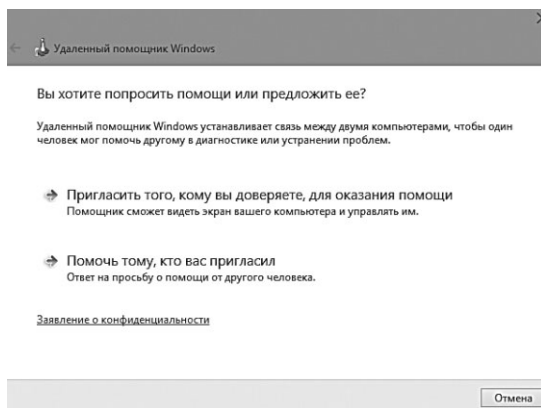 Удаленный помощник Windows
Вы хотите попросить помощи или предложить ее?
Удаленный помощник Windows устанавливает связь между двумя компьютерами, чтобы один
человек мог помочь другому в диагностике или устранении проблем.
Пригласить того, кому вы доверяете, для оказания помощи
Помощник сможет видеть экран вашего компьютера и управлять им.
Помочь тому, кто вас пригласил
Ответ на просьбу о помощи от другого человека.
Заявление о конфиденциальности
Отмена